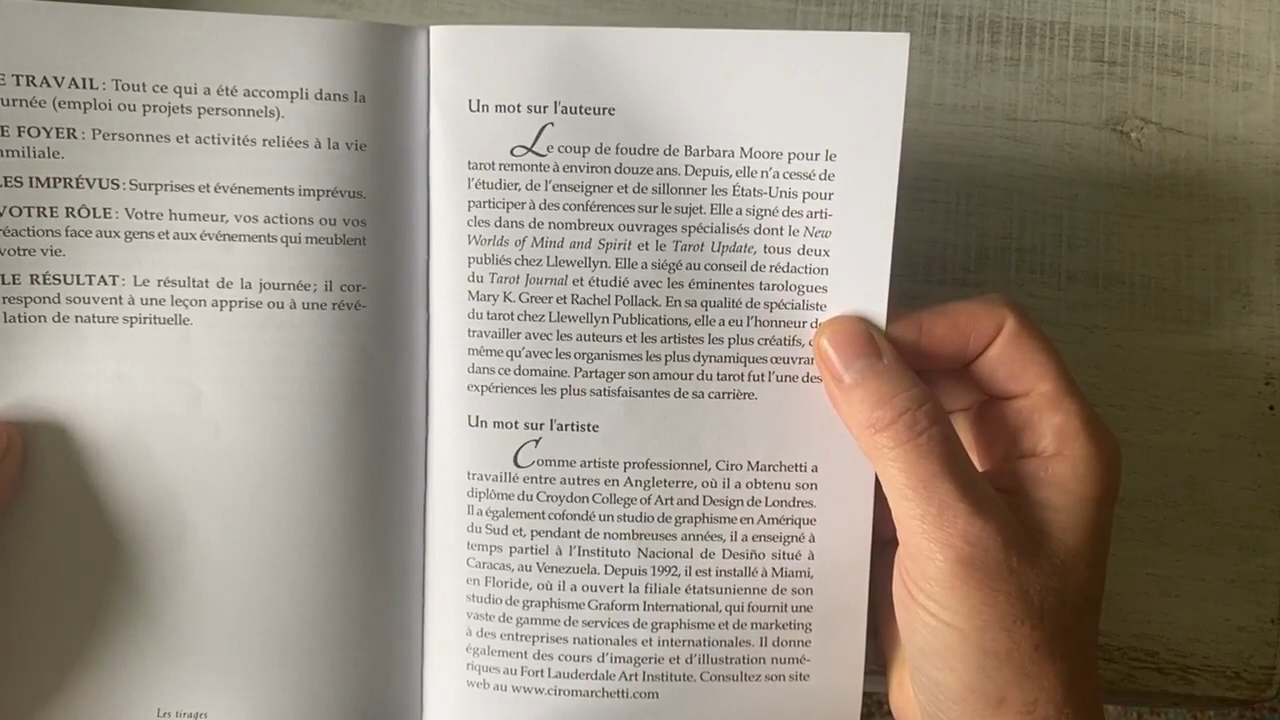 TRAVAIL : Tout ce qui a été accompli dans la
urnée (emploi ou projets personnels).
E FOYER : Personnes et activités reliées à la vie
amiliale.
LES IMPRÉVUS : Surprises et événements imprévus.
VOTRE RÔLE : Votre humeur, vos actions ou vos
réactions face aux gens et aux événements qui meublent
votre vie.
LE RÉSULTAT : Le résultat de la journée ; il cor-
respond souvent à une leçon apprise ou à une révé-
lation de nature spirituelle.
Les tirages
Un mot sur l'auteure
Le coup de foudre de Barbara Moore pour le
tarot remonte à environ douze ans. Depuis, elle n'a cessé de
l'étudier, de l'enseigner et de sillonner les États-Unis pour
participer à des conférences sur le sujet. Elle a signé des arti-
cles dans de nombreux ouvrages spécialisés dont le New
Worlds of Mind and Spirit et le Tarot Update, tous deux
publiés chez Llewellyn. Elle a siégé au conseil de rédaction
du Tarot Journal et étudié avec les éminentes tarologues
Mary K. Greer et Rachel Pollack. En sa qualité de spécialiste
du tarot chez Llewellyn Publications, elle a eu l'honneur d
travailler avec les auteurs et les artistes les plus créatifs,
même qu'avec les organismes les plus dynamiques œuvran
dans ce domaine. Partager son amour du tarot fut l'une des
expériences les plus satisfaisantes de sa carrière.
Un mot sur l'artiste
Comme artiste professionnel, Ciro Marchetti a
travaillé entre autres en Angleterre, où il a obtenu son
diplôme du Croydon College of Art and Design de Londres.
Il a également cofondé un studio de graphisme en Amérique
du Sud et, pendant de nombreuses années, il a enseigné à
temps partiel à l'Instituto Nacional de Desiño situé à
Caracas, au Venezuela. Depuis 1992, il est installé à Miami,
en Floride, où il a ouvert la filiale étatsunienne de son
studio de graphisme Graform International, qui fournit une
vaste de gamme de services de graphisme et de marketing
à des entreprises nationales et internationales. Il donne
également des cours d'imagerie et d'illustration numé-
riques au Fort Lauderdale Art Institute. Consultez son site
web au www.ciromarchetti.com